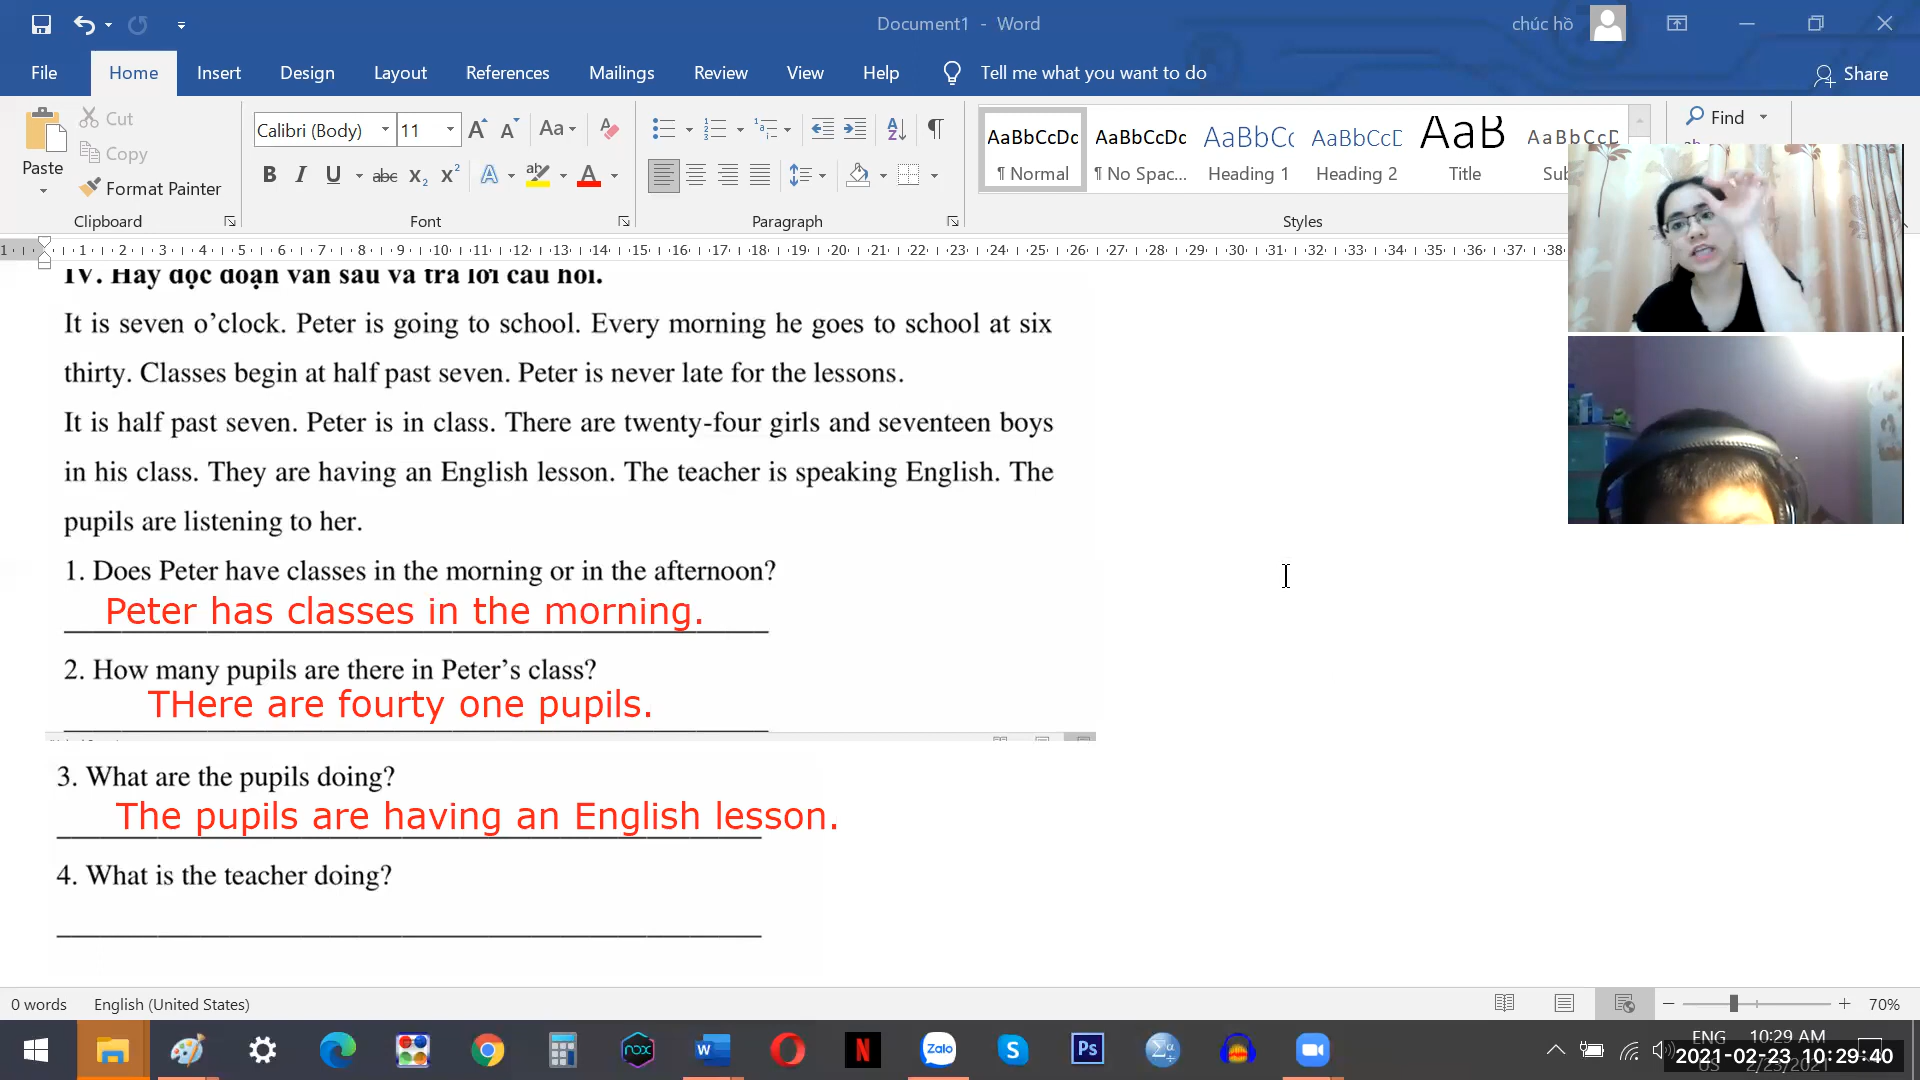 Document1 - Word
chúc hồ
File Home Insert Design Layout References Mailings Review View Help Tell me what you want to do Share
Paste Cut Copy Format Painter
Calibri (Body) 11
Find
AaBbCcDc AaBbCcDc AaBbCc AaBbCcD AaB AaBbCcD
¶ Normal ¶ No Spac... Heading 1 Heading 2 Title
Clipboard Font Paragraph Styles
IV. Hãy đọc đoạn văn sau và trả lời câu hỏi.
It is seven o’clock. Peter is going to school. Every morning he goes to school at six
thirty. Classes begin at half past seven. Peter is never late for the lessons.
It is half past seven. Peter is in class. There are twenty-four girls and seventeen boys
in his class. They are having an English lesson. The teacher is speaking English. The
pupils are listening to her.
1. Does Peter have classes in the morning or in the afternoon?
Peter has classes in the morning.
2. How many pupils are there in Peter’s class?
THere are fourty one pupils.
3. What are the pupils doing?
The pupils are having an English lesson.
4. What is the teacher doing?
0 words English (United States) 70%
ENG 10:29 AM
2021-02-23 10:29:40